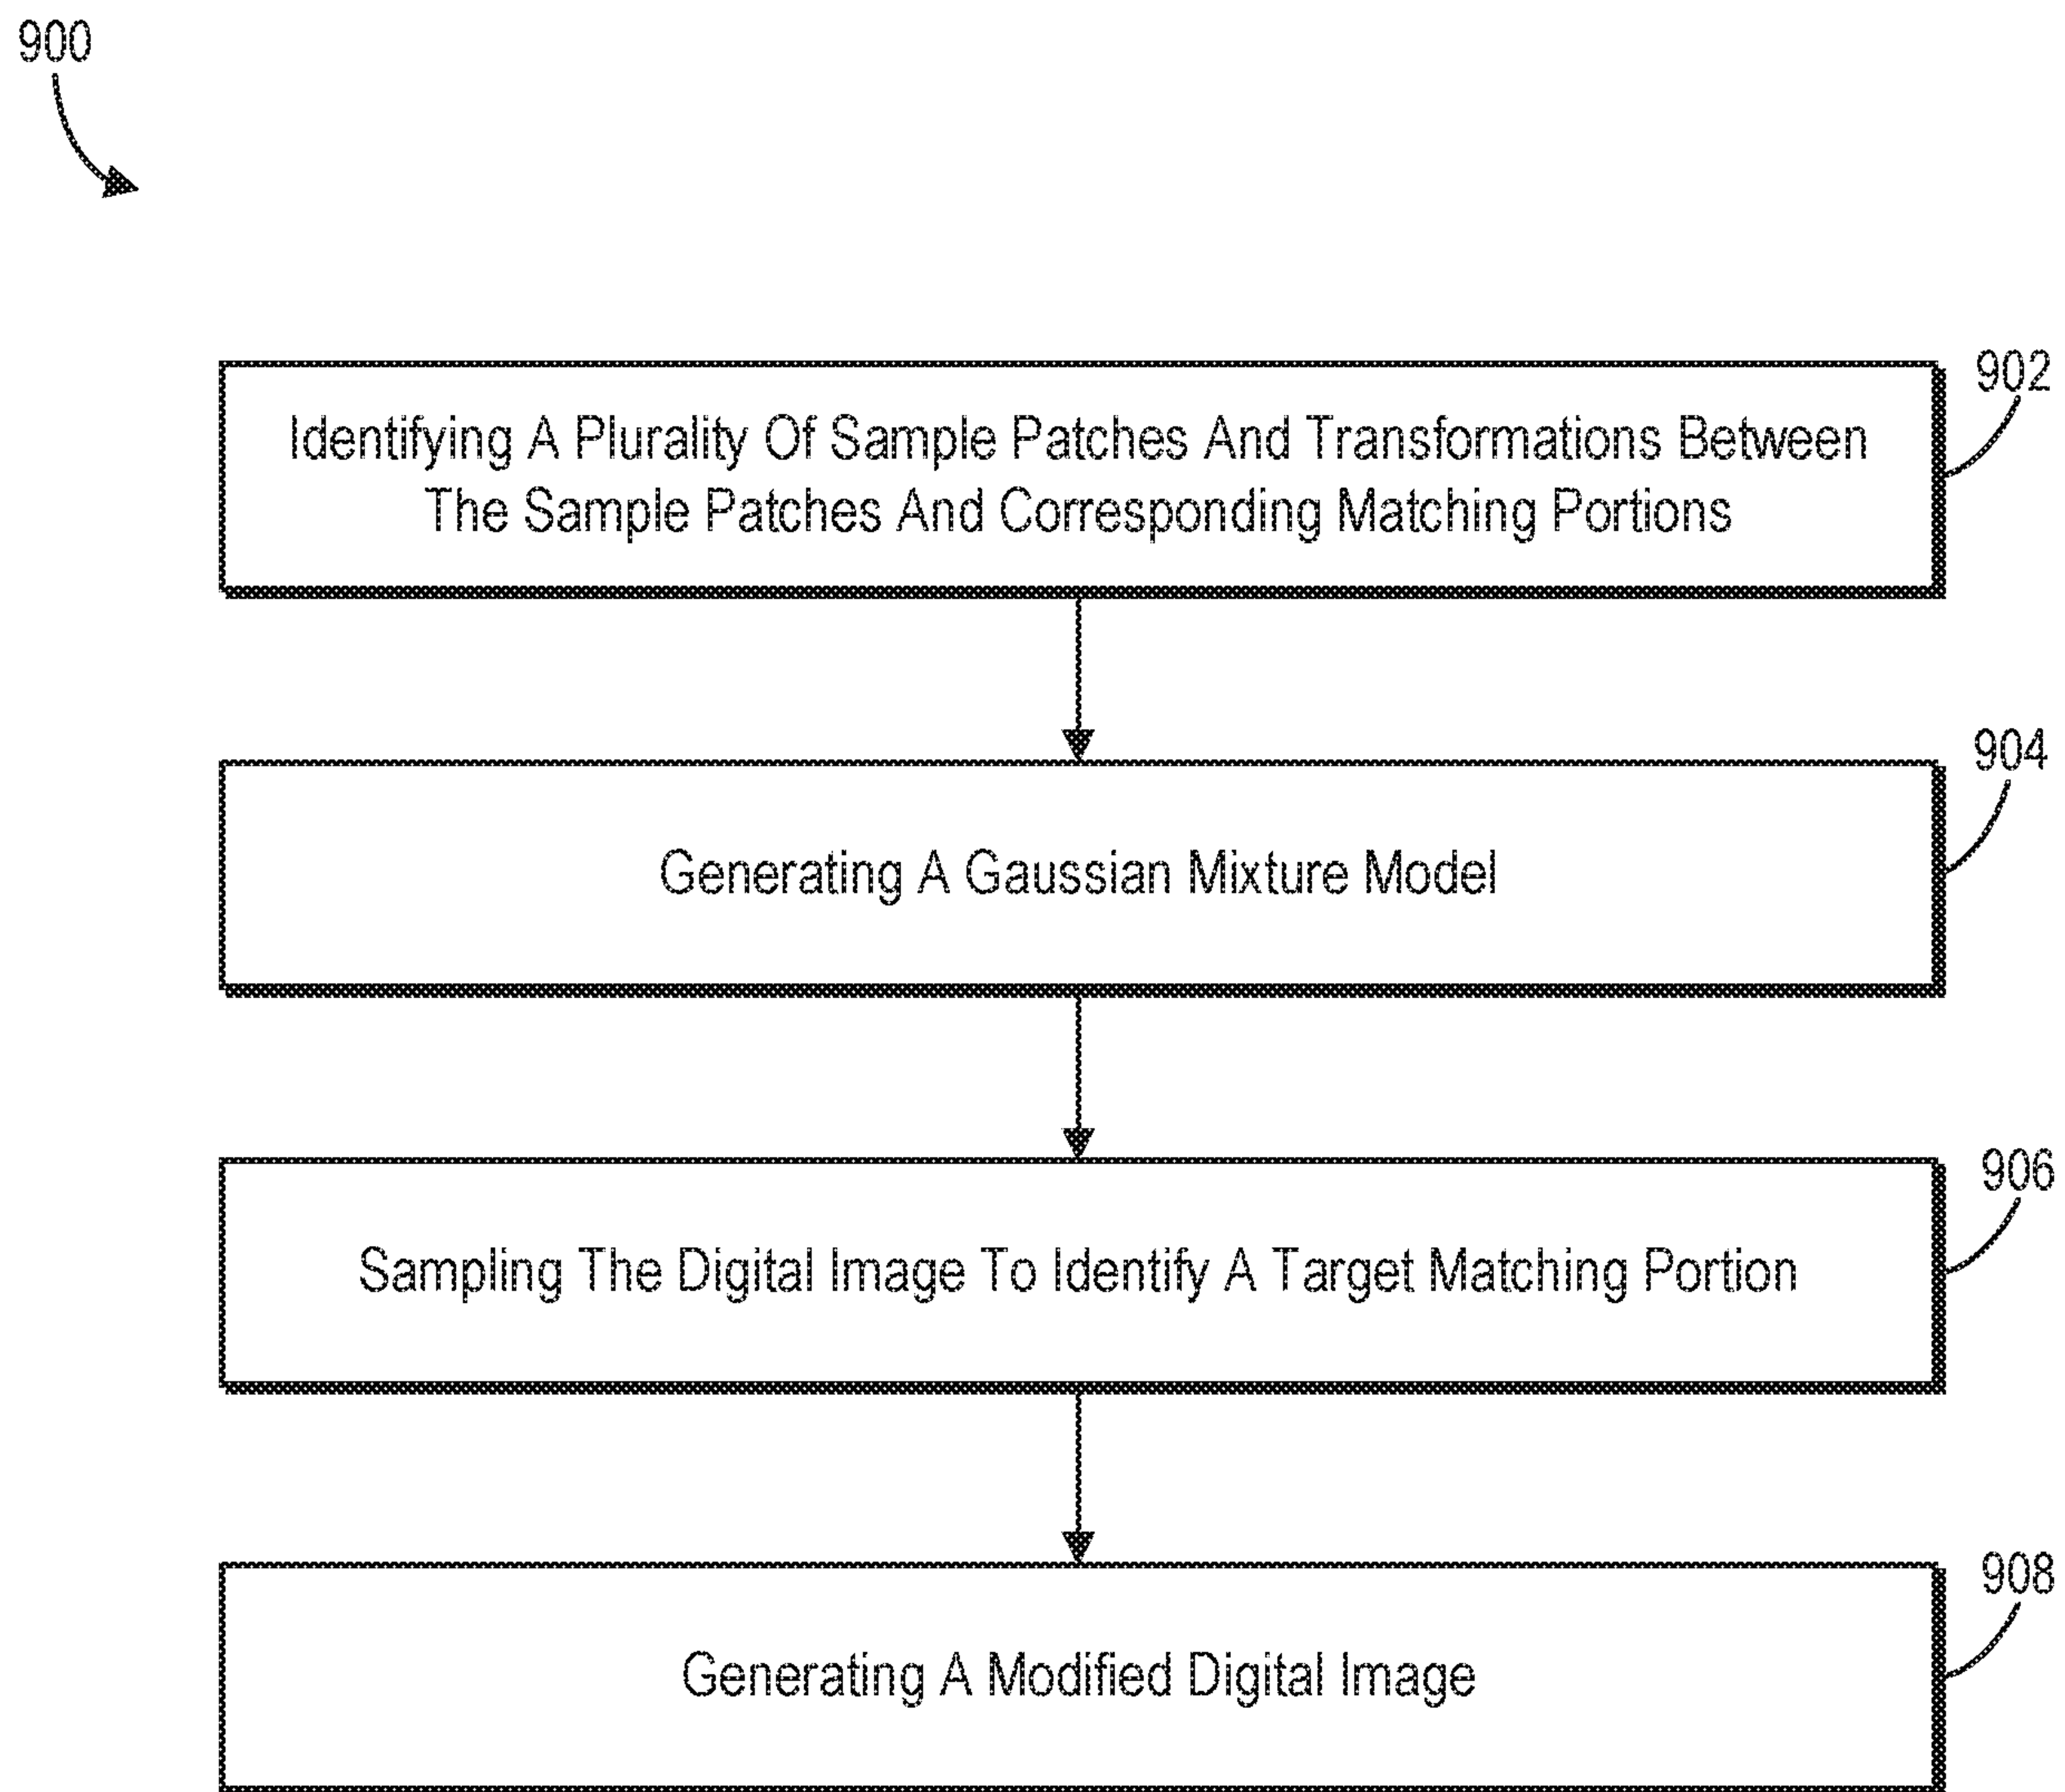 900
902
Identifying A Plurality Of Sample Patches And Transformations Between
The Sample Patches And Corresponding Matching Portions
904
Generating A Gaussian Mixture Model
906
Sampling The Digital Image To Identify A Target Matching Portion
908
Generating A Modified Digital Image